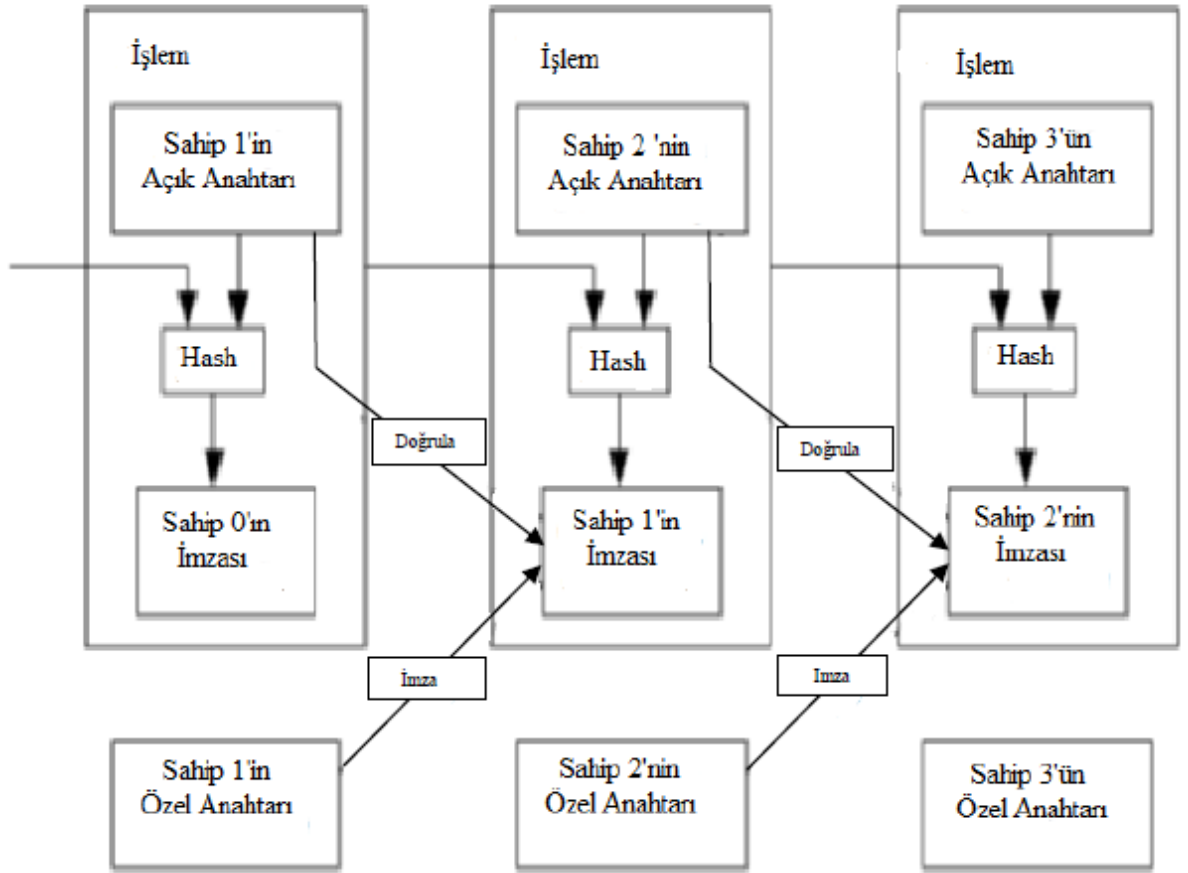 İşlem
Sahip 1'in
Açık Anahtarı
Hash
Sahip 0'ın
İmzası
İşlem
Sahip 2 'nin
Açık Anahtarı
Hash
Sahip 1'in
İmzası
İşlem
Sahip 3'ün
Açık Anahtarı
Hash
Sahip 2'nin
İmzası
Doğrula
Doğrula
İmza
Imza
Sahip 1'in
Özel Anahtarı
Sahip 2'nin
Özel Anahtarı
Sahip 3'ün
Özel Anahtarı